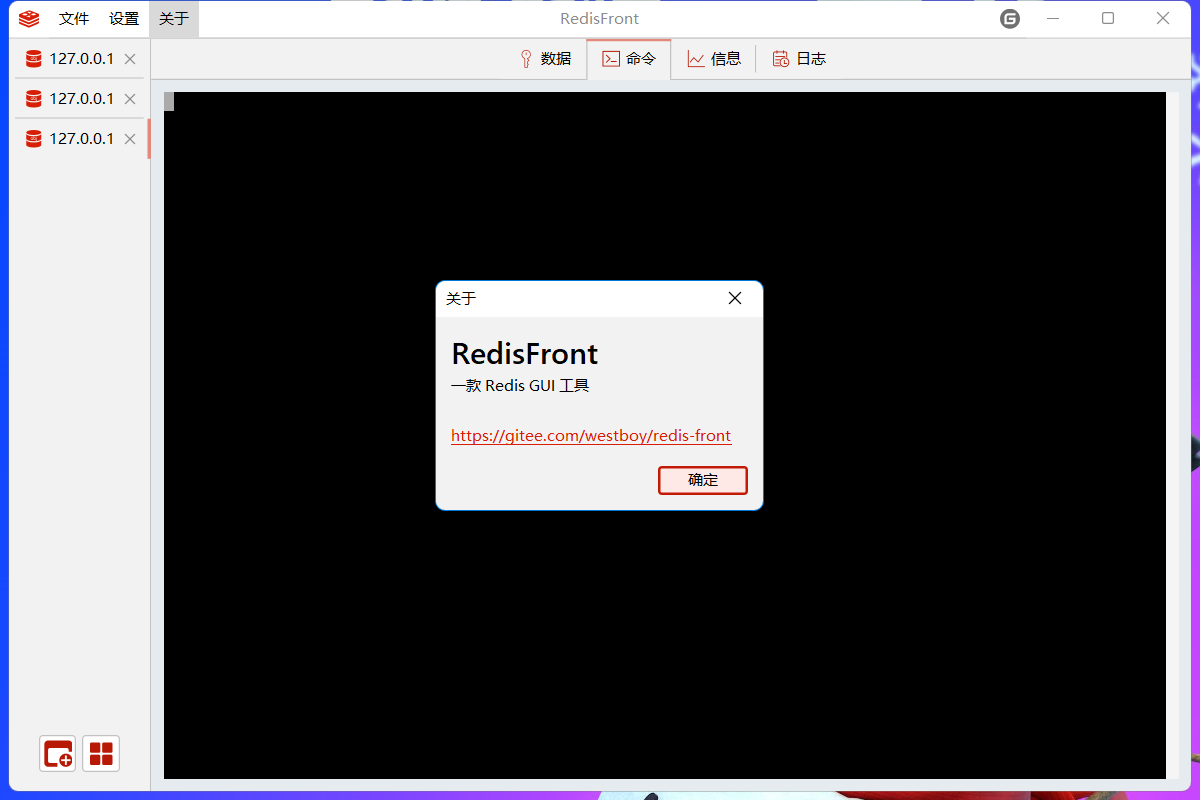 文件 设置 关于 RedisFront
127.0.0.1
127.0.0.1
127.0.0.1
数据 命令 信息 日志
关于
RedisFront
一款 Redis GUI 工具
https://gitee.com/westboy/redis-front
确定